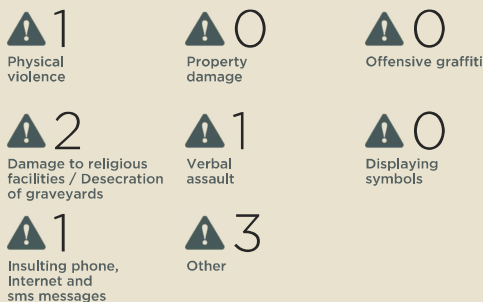 1
Physical
violence
0
Property
damage
0
Offensive graffiti
2
Damage to religious
facilities / Desecration
of graveyards
1
Verbal
assault
0
Displaying
symbols
1
Insulting phone,
Internet and
sms messages
3
Other